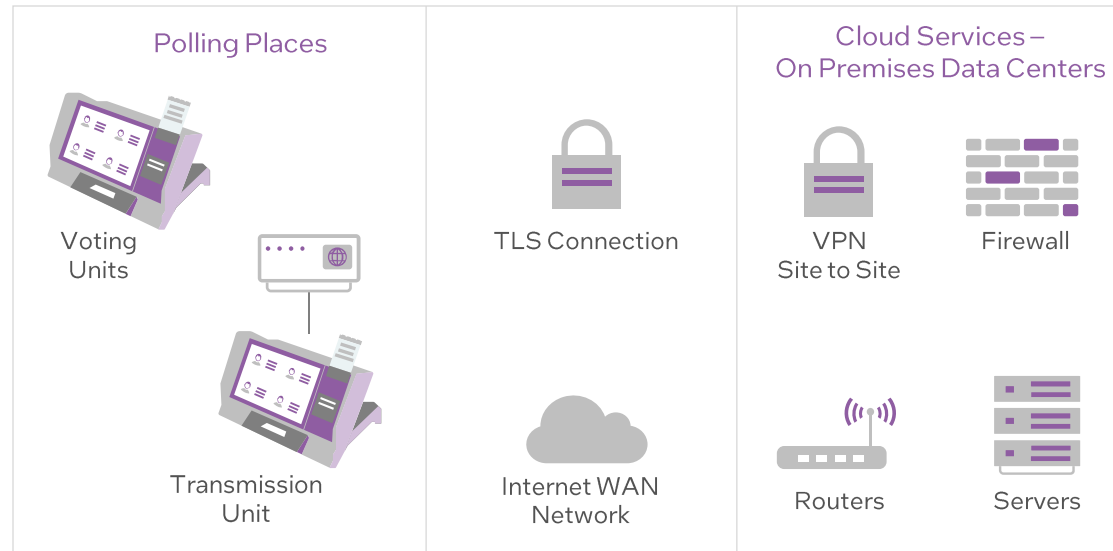 Polling Places
Voting
Units
Transmission
Unit
TLS Connection
Internet WAN
Network
Cloud Services –
On Premises Data Centers
VPN
Site to Site
Firewall
Routers
Servers